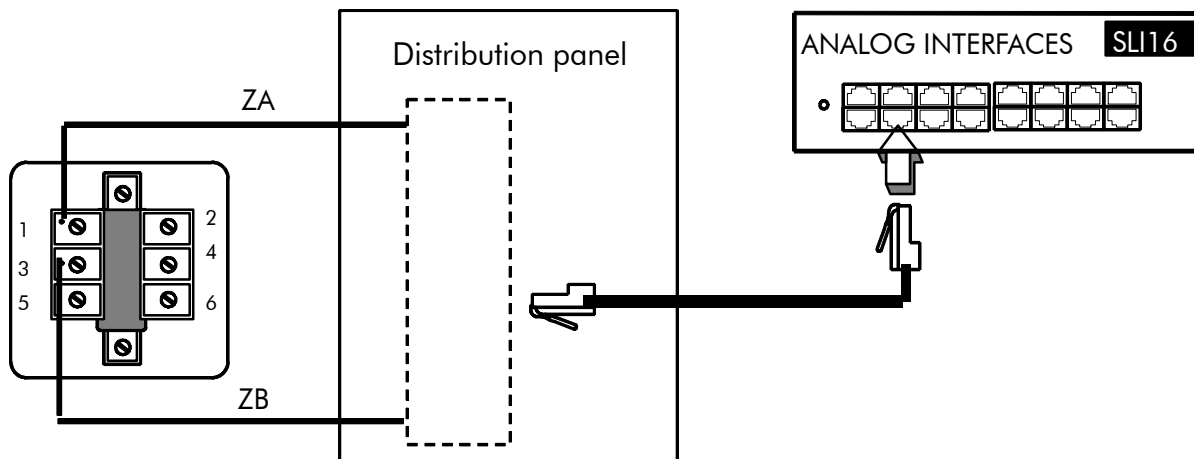 Distribution panel
ANALOG INTERFACES SLI16
ZA
1 2
3 4
5 6
ZB